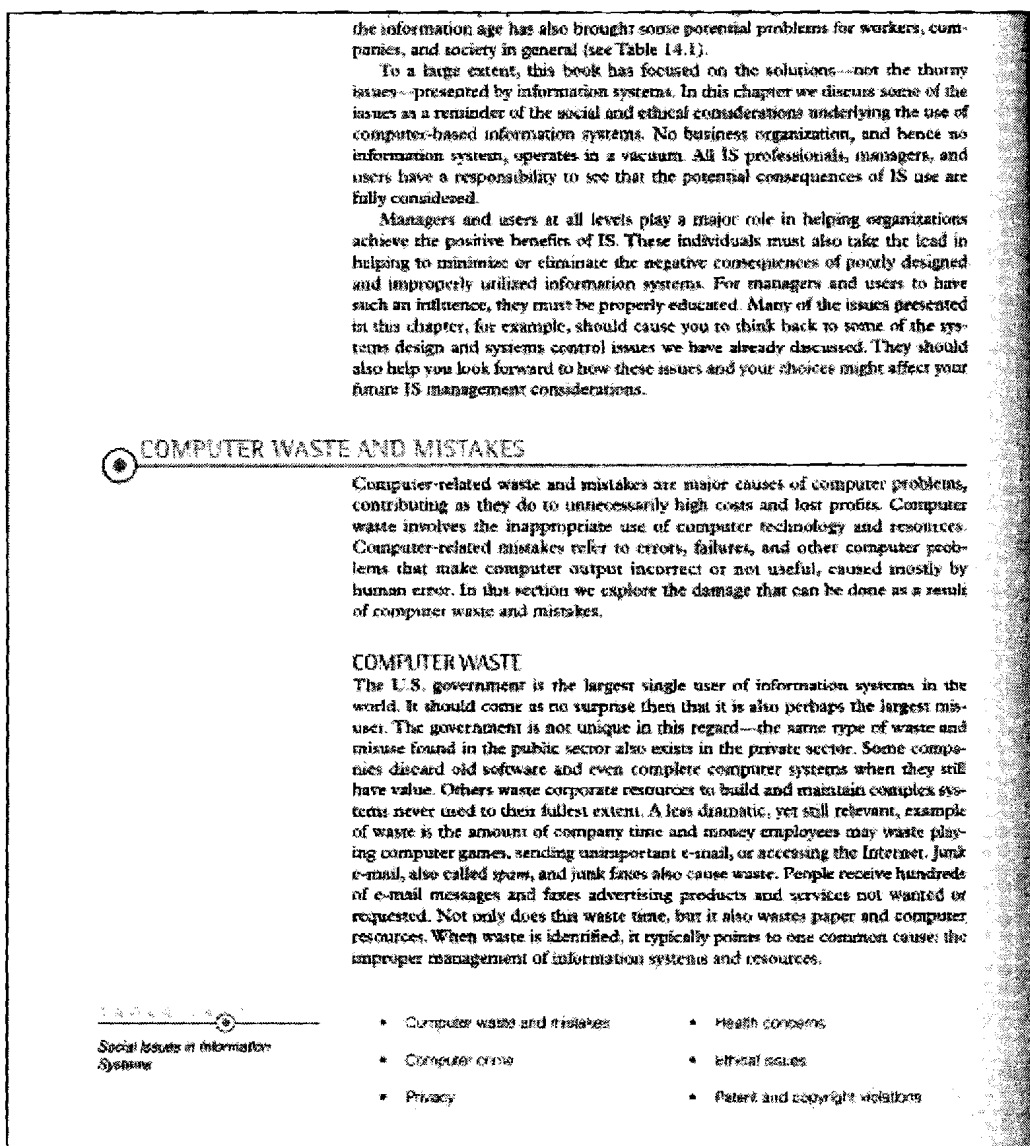 the information age has also brought some potential problems for workers, com-
panies, and society in general (see Table 14.1).
To a large extent, this book has focused on the solutions—not the thorny
issues—presented by information systems. In this chapter we discuss some of the
issues as a reminder of the social and ethical considerations underlying the use of
computer-based information systems. No business organization, and hence no
information system, operates in a vacuum. All IS professionals, managers, and
users have a responsibility to see that the potential consequences of IS use are
fully considered.
Managers and users at all levels play a major role in helping organizations
achieve the positive benefits of IS. These individuals must also take the lead in
helping to minimize or eliminate the negative consequences of poorly designed
and improperly utilized information systems. For managers and users to have
such an influence, they must be properly educated. Many of the issues presented
in this chapter, for example, should cause you to think back to some of the sys-
tems design and systems control issues we have already discussed. They should
also help you look forward to how these issues and your choices might affect your
future IS management considerations.
COMPUTER WASTE AND MISTAKES
Computer-related waste and mistakes are major causes of computer problems,
contributing as they do to unnecessarily high costs and lost profits. Computer
waste involves the inappropriate use of computer technology and resources.
Computer-related mistakes refer to errors, failures, and other computer prob-
lems that make computer output incorrect or not useful, caused mostly by
human error. In this section we explore the damage that can be done as a result
of computer waste and mistakes.
COMPUTER WASTE
The U.S. government is the largest single user of information systems in the
world. It should come as no surprise then that it is also perhaps the largest mis-
user. The government is not unique in this regard—the same type of waste and
misuse found in the public sector also exists in the private sector. Some compa-
nies discard old software and even complete computer systems when they still
have value. Others waste corporate resources to build and maintain complex sys-
tems never used to their fullest extent. A less dramatic, yet still relevant, example
of waste is the amount of company time and money employees may waste play-
ing computer games, sending unimportant e-mail, or accessing the Internet. Junk
e-mail, also called spam, and junk faxes also cause waste. People receive hundreds
of e-mail messages and faxes advertising products and services not wanted or
requested. Not only does this waste time, but it also wastes paper and computer
resources. When waste is identified, it typically points to one common cause: the
improper management of information systems and resources.
Social Issues in Information
Systems
• Computer waste and mistakes
• Computer crime
• Privacy
• Health concerns
• Ethical issues
• Patent and copyright violations